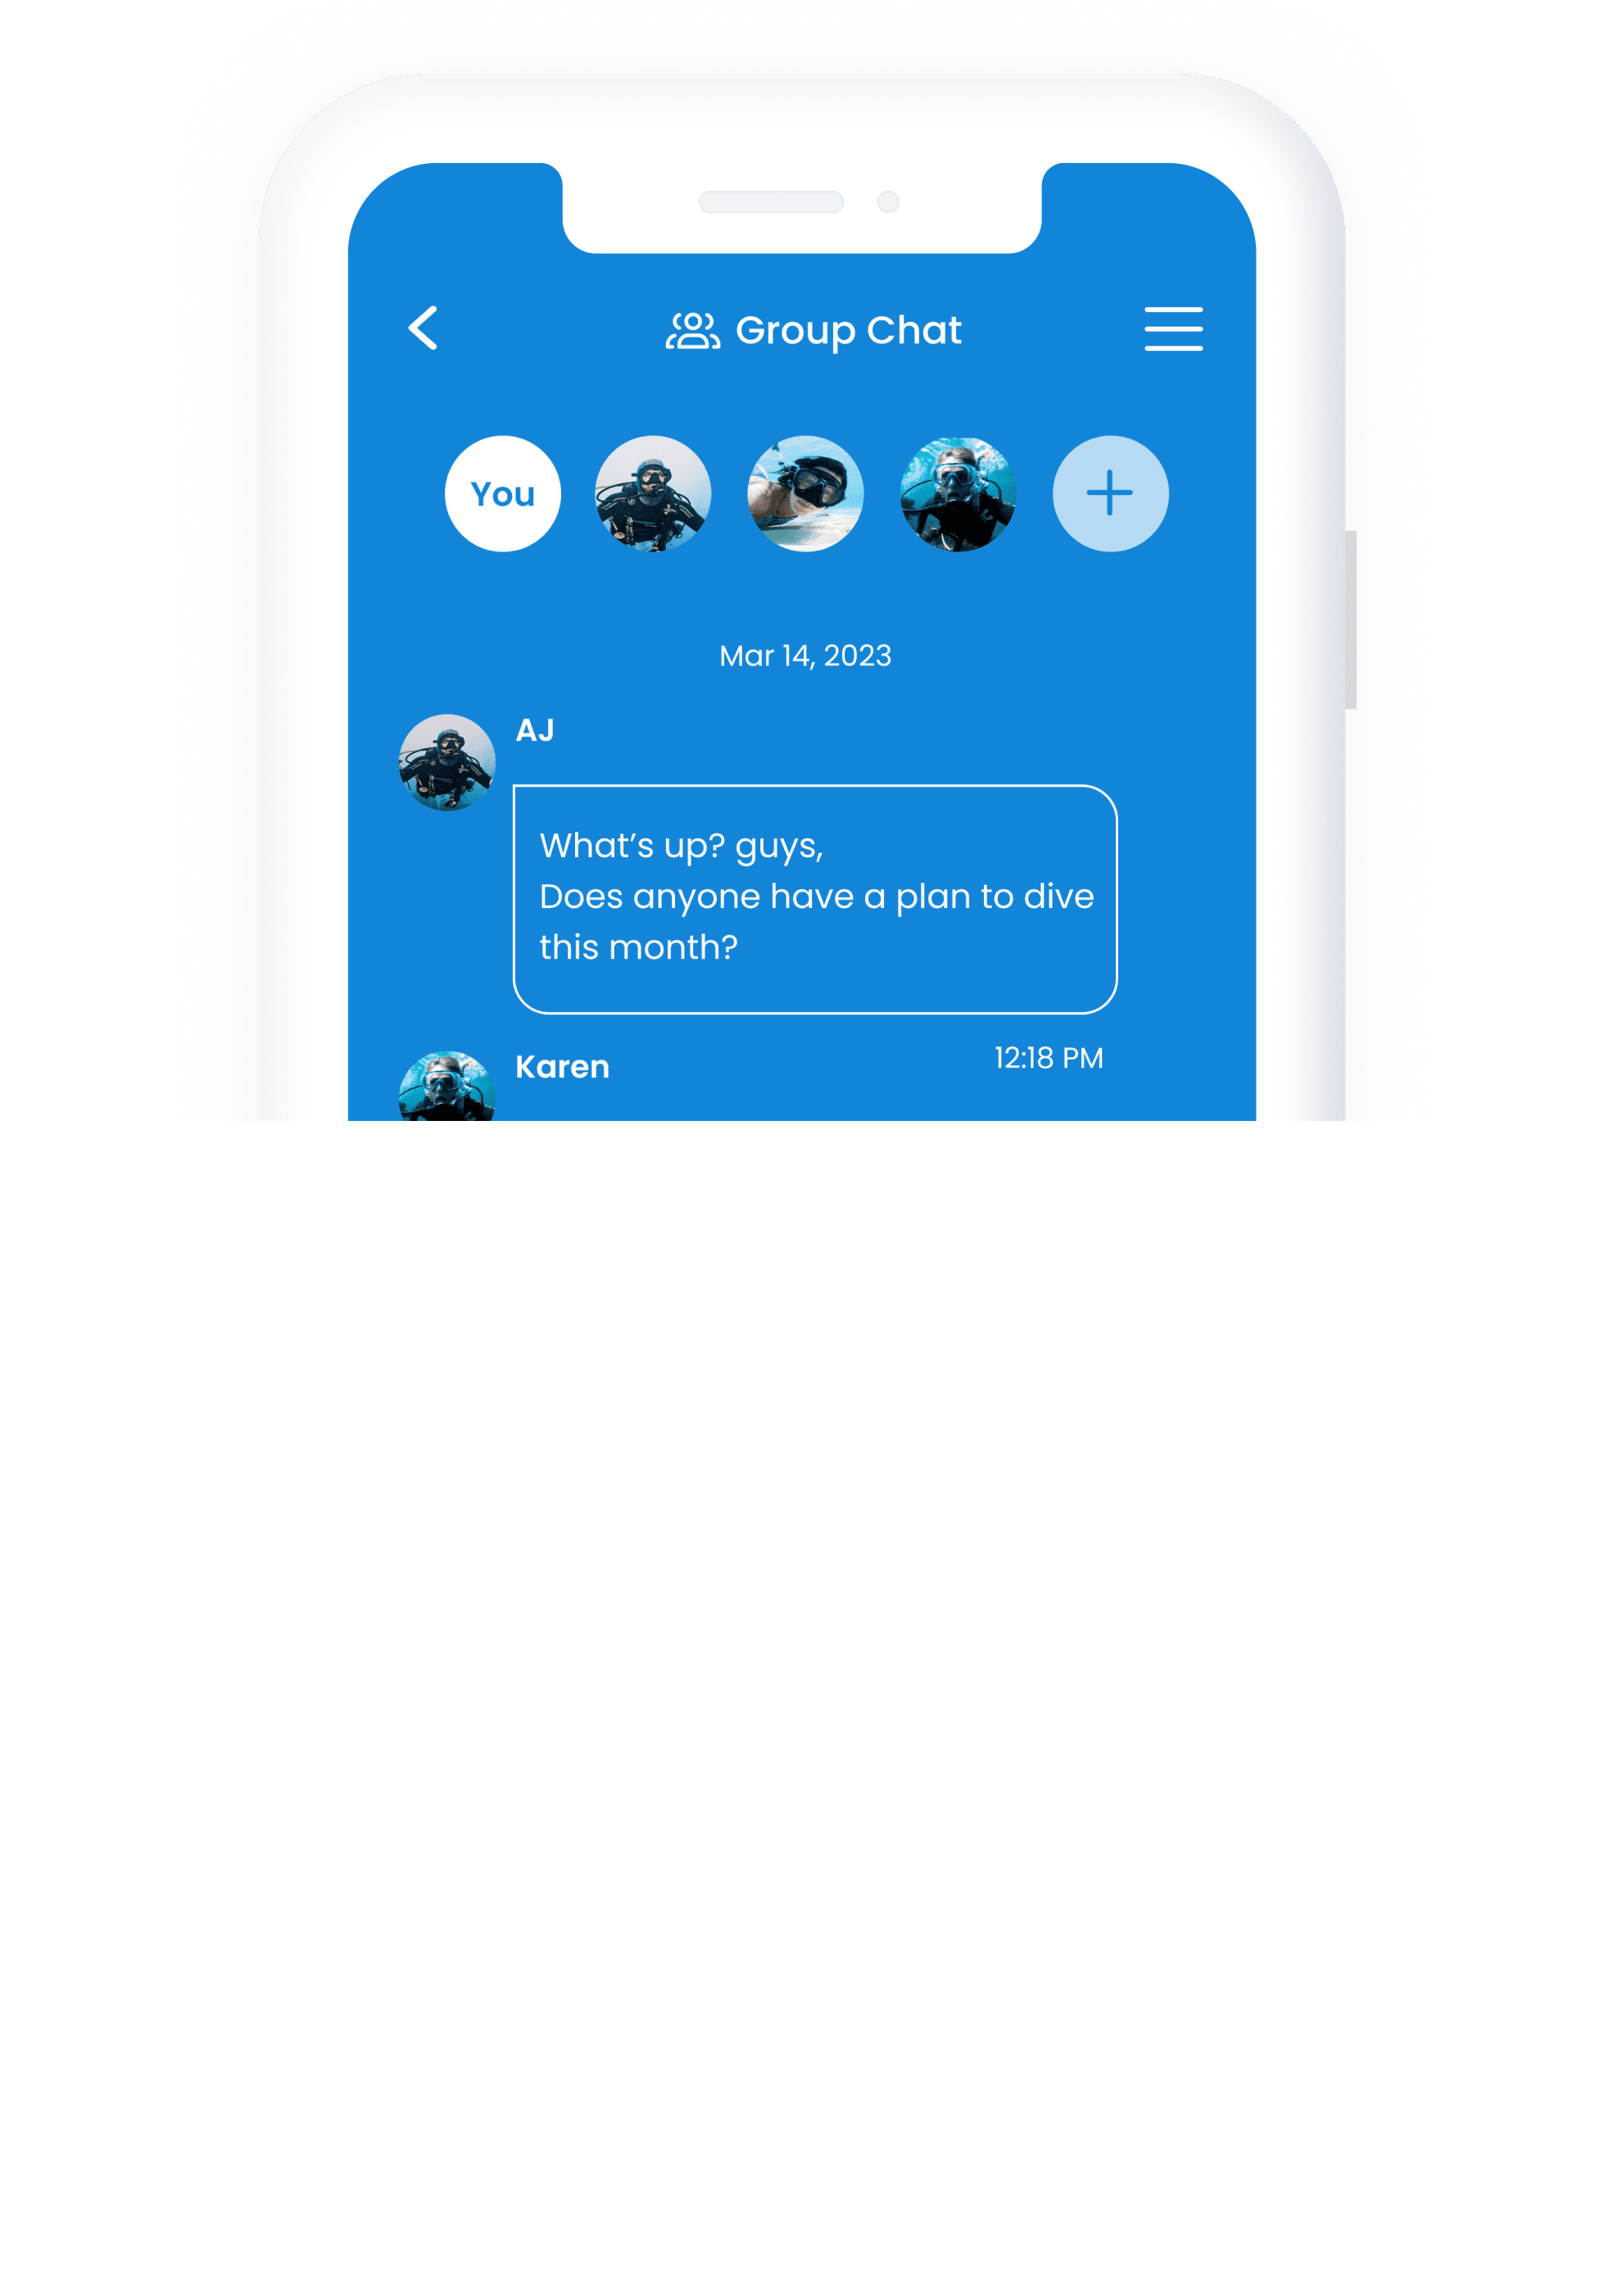 Group Chat
You
Mar 14, 2023
AJ
What’s up? guys,
Does anyone have a plan to dive
this month?
12:18 PM
Karen